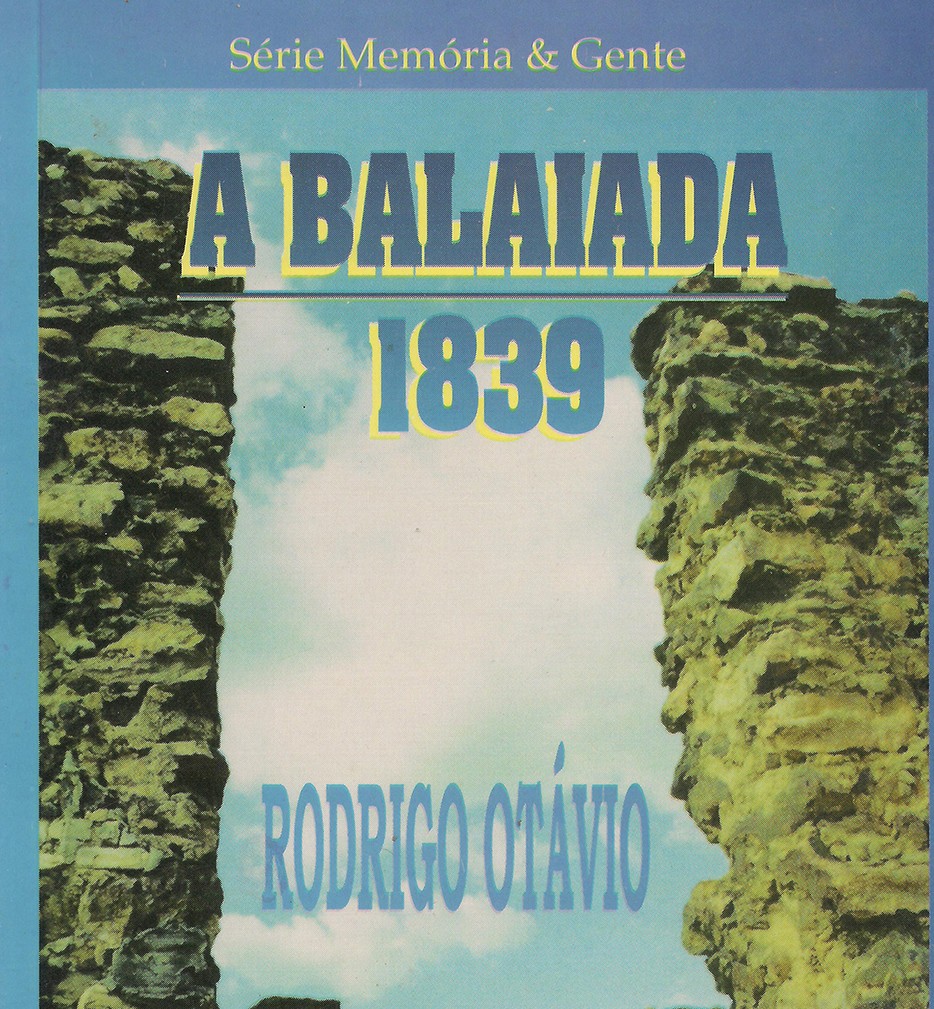 Série Memória & Gente
A BALAIADA
1839
RODRIGO OTÁVIO